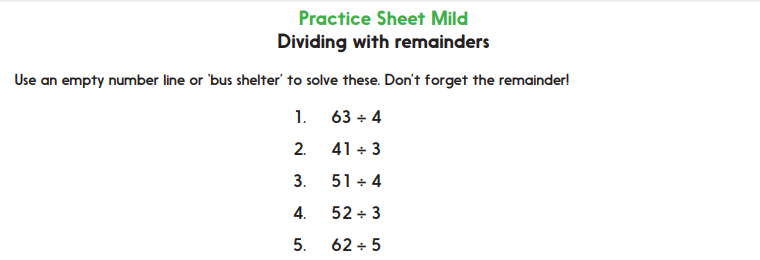 Practice Sheet Mild
Dividing with remainders
Use an empty number line or 'bus shelter' to solve these. Don't forget the remainder!
1. 63 ÷ 4
2. 41 ÷ 3
3. 51 ÷ 4
4. 52 ÷ 3
5. 62 ÷ 5